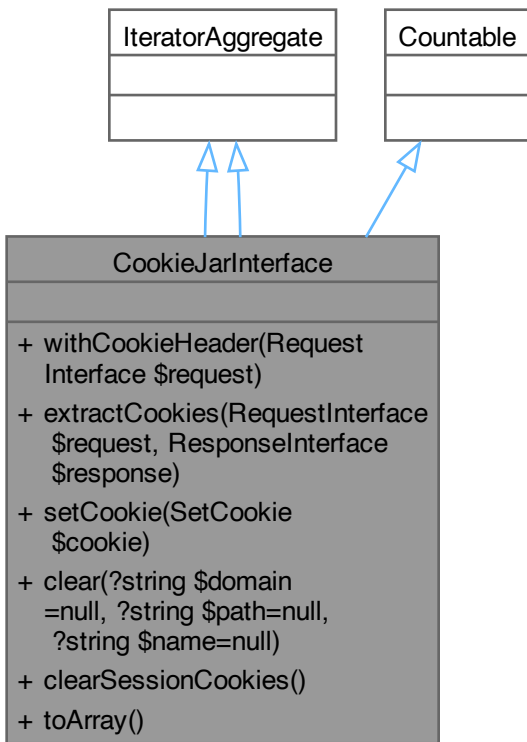 IteratorAggregate
Countable
CookieJarInterface
+ withCookieHeader(Request
Interface $request)
+ extractCookies(RequestInterface
$request, ResponseInterface
$response)
+ setCookie(SetCookie
$cookie)
+ clear(?string $domain
=null, ?string $path=null,
?string $name=null)
+ clearSessionCookies()
+ toArray()